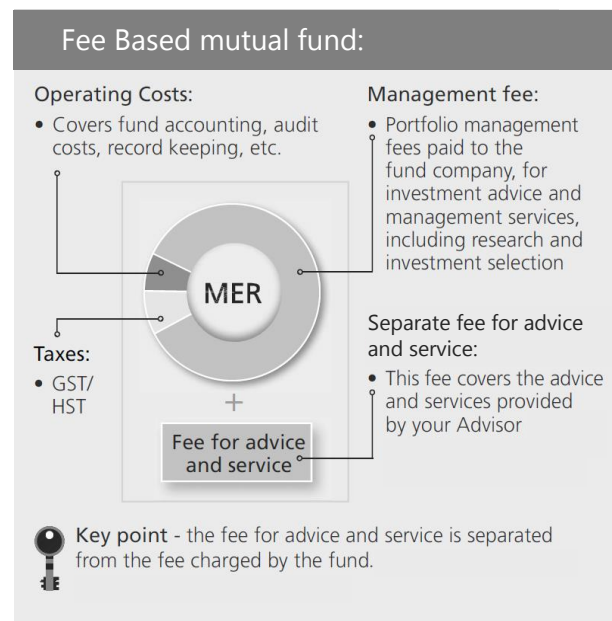 Fee Based mutual fund:
Operating Costs:
• Covers fund accounting, audit
costs, record keeping, etc.
Management fee:
• Portfolio management
fees paid to the
fund company, for
investment advice and
management services,
including research and
investment selection
MER
Taxes:
• GST/
HST
Separate fee for advice
and service:
• This fee covers the advice
and services provided
by your Advisor
+
Fee for advice
and service
Key point - the fee for advice and service is separated
from the fee charged by the fund.